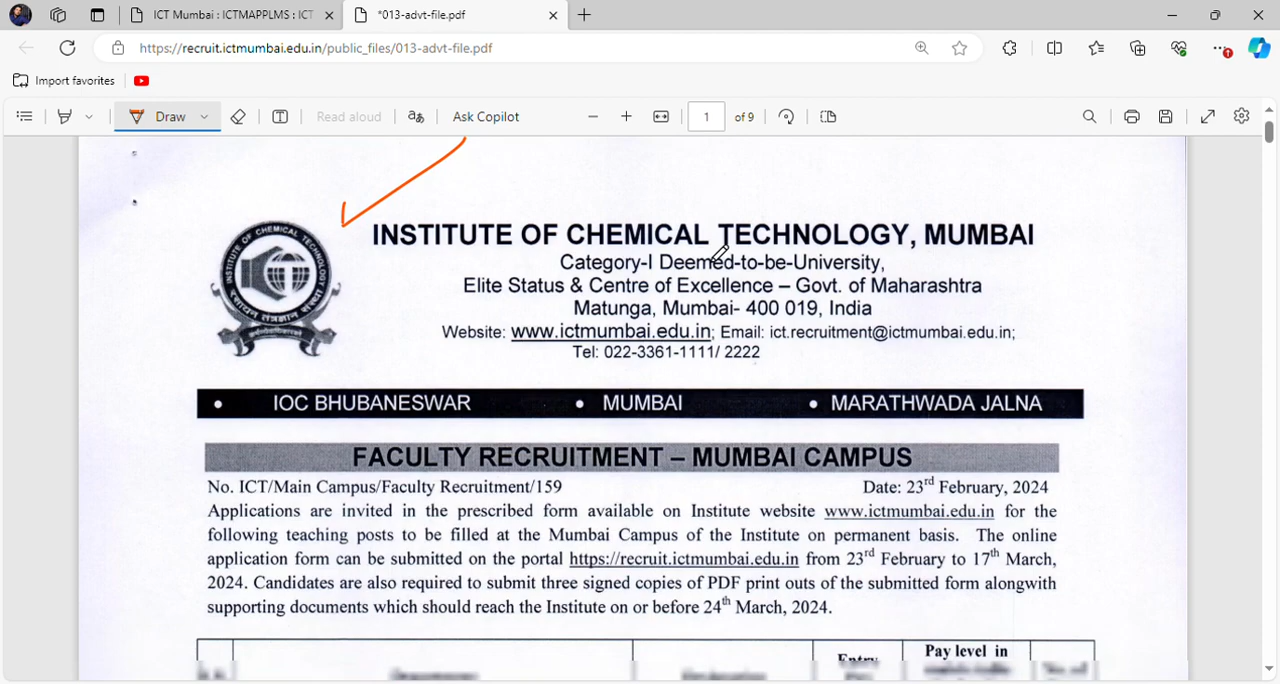 ICT Mumbai : ICTMAPPLMS : ICT
*013-advt-file.pdf
https://recruit.ictmumbai.edu.in/public_files/013-advt-file.pdf
Import favorites
Draw
Read aloud
Ask Copilot
1 of 9
INSTITUTE OF CHEMICAL TECHNOLOGY
INSTITUTE OF CHEMICAL TECHNOLOGY, MUMBAI
Category-I Deemed-to-be-University,
Elite Status & Centre of Excellence – Govt. of Maharashtra
Matunga, Mumbai- 400 019, India
Website: www.ictmumbai.edu.in; Email: ict.recruitment@ictmumbai.edu.in;
Tel: 022-3361-1111/ 2222
• IOC BHUBANESWAR • MUMBAI • MARATHWADA JALNA
FACULTY RECRUITMENT – MUMBAI CAMPUS
No. ICT/Main Campus/Faculty Recruitment/159 Date: 23rd February, 2024
Applications are invited in the prescribed form available on Institute website www.ictmumbai.edu.in for the
following teaching posts to be filled at the Mumbai Campus of the Institute on permanent basis. The online
application form can be submitted on the portal https://recruit.ictmumbai.edu.in from 23rd February to 17th March,
2024. Candidates are also required to submit three signed copies of PDF print outs of the submitted form alongwith
supporting documents which should reach the Institute on or before 24th March, 2024.
Entry Pay level in